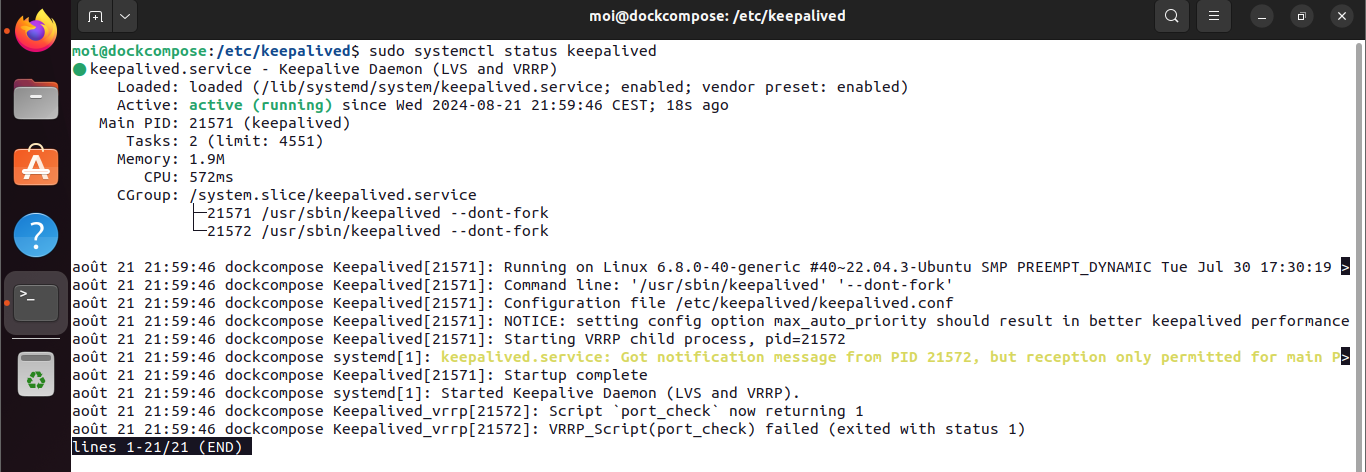 moi@dockcompose: /etc/keepalived
moi@dockcompose:/etc/keepalived$ sudo systemctl status keepalived
● keepalived.service - Keepalive Daemon (LVS and VRRP)
Loaded: loaded (/lib/systemd/system/keepalived.service; enabled; vendor preset: enabled)
Active: active (running) since Wed 2024-08-21 21:59:46 CEST; 18s ago
Main PID: 21571 (keepalived)
Tasks: 2 (limit: 4551)
Memory: 1.9M
CPU: 572ms
CGroup: /system.slice/keepalived.service
├─21571 /usr/sbin/keepalived --dont-fork
└─21572 /usr/sbin/keepalived --dont-fork
août 21 21:59:46 dockcompose Keepalived[21571]: Running on Linux 6.8.0-40-generic #40~22.04.3-Ubuntu SMP PREEMPT_DYNAMIC Tue Jul 30 17:30:19 >
août 21 21:59:46 dockcompose Keepalived[21571]: Command line: '/usr/sbin/keepalived' '--dont-fork'
août 21 21:59:46 dockcompose Keepalived[21571]: Configuration file /etc/keepalived/keepalived.conf
août 21 21:59:46 dockcompose Keepalived[21571]: NOTICE: setting config option max_auto_priority should result in better keepalived performance
août 21 21:59:46 dockcompose Keepalived[21571]: Starting VRRP child process, pid=21572
août 21 21:59:46 dockcompose systemd[1]: keepalived.service: Got notification message from PID 21572, but reception only permitted for main P>
août 21 21:59:46 dockcompose Keepalived[21571]: Startup complete
août 21 21:59:46 dockcompose systemd[1]: Started Keepalive Daemon (LVS and VRRP).
août 21 21:59:46 dockcompose Keepalived_vrrp[21572]: Script `port_check` now returning 1
août 21 21:59:46 dockcompose Keepalived_vrrp[21572]: VRRP_Script(port_check) failed (exited with status 1)
lines 1-21/21 (END)